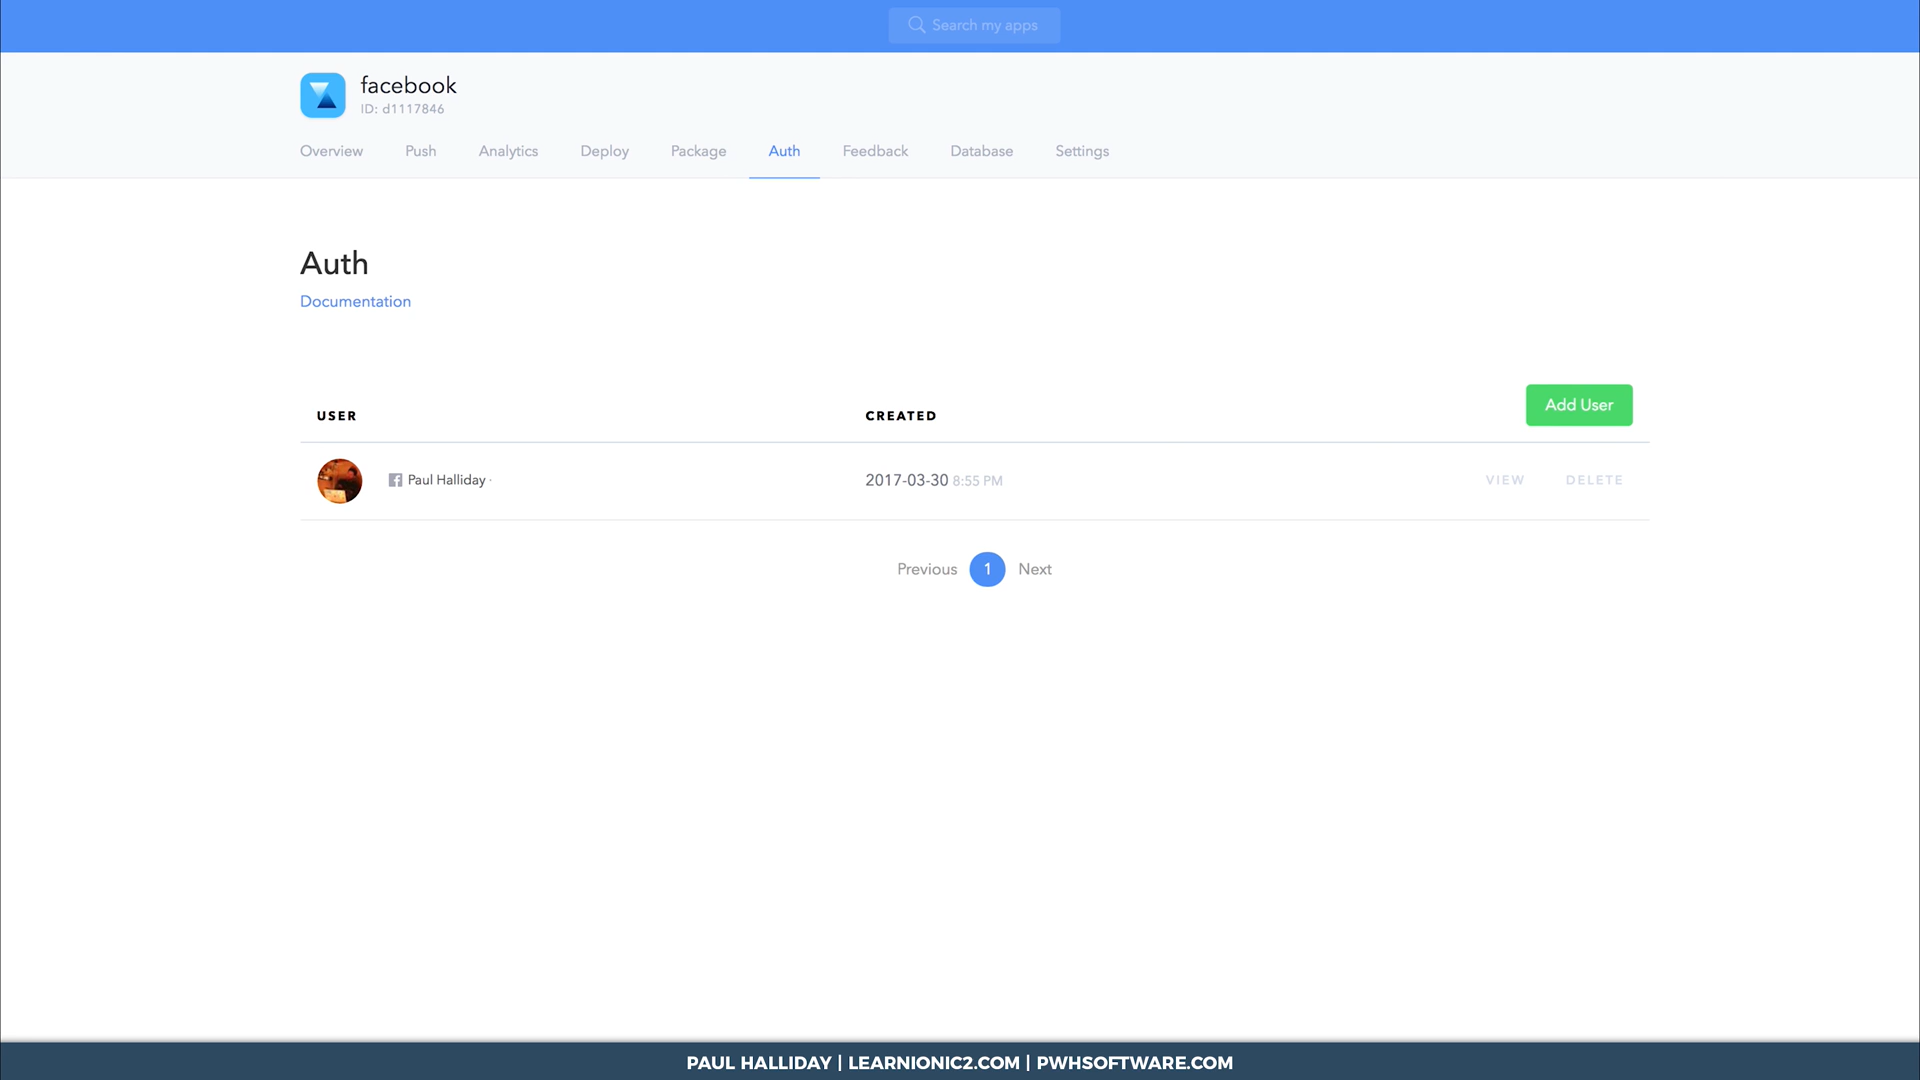 Search my apps
facebook
ID: d1117846
Overview Push Analytics Deploy Package Auth Feedback Database Settings
Auth
Documentation
USER CREATED Add User
Paul Halliday · 2017-03-30 8:55 PM VIEW DELETE
Previous 1 Next
PAUL HALLIDAY | LEARNIONIC2.COM | PWHSOFTWARE.COM